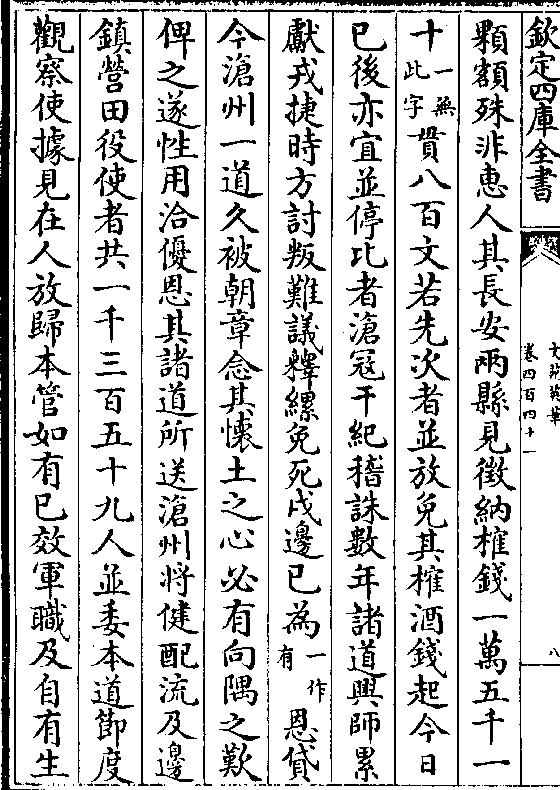 欽定四庫全書
文苑英華
卷四百四十一
八
顆額殊非惠人其長安兩縣見徵納榷錢一萬五千一
十一無此字貫八百文若先次者並放免其榷酒錢起今日
已後亦宜並停比者滄冦干紀稽誅數年諸道興師累
獻戎捷時方討叛難議釋縲免死戍邊已為一作有恩貸
今滄州一道久被朝章念其懷土之心必有向隅之歎
俾之遂性用洽優恩其諸道所送滄州將健配流及邊
鎮營田役使者共一千三百五十九人並委本道節度
觀察使據見在人放歸本管如有已效軍職及自有生